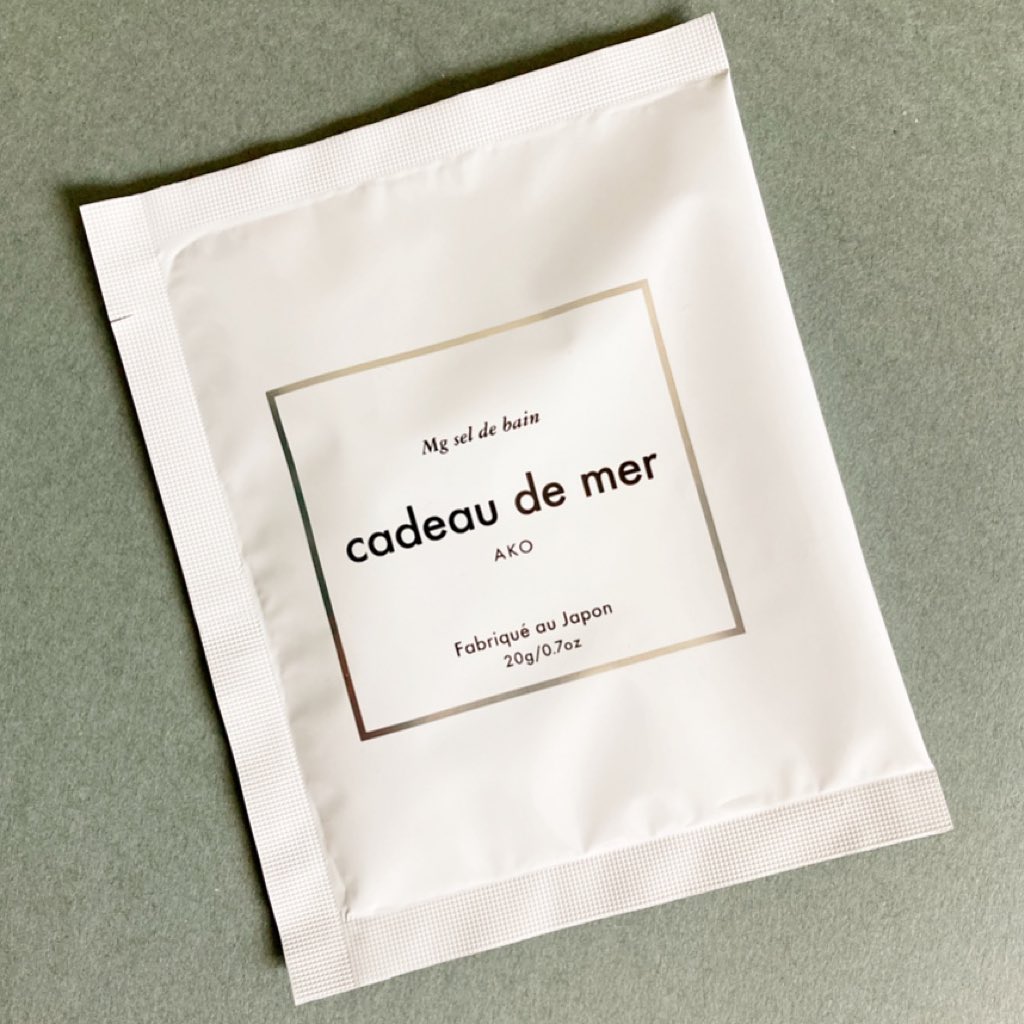 Mg sel de bain
cadeau de mer
AKO
Fabriqué au Japon
20g/0.7oz